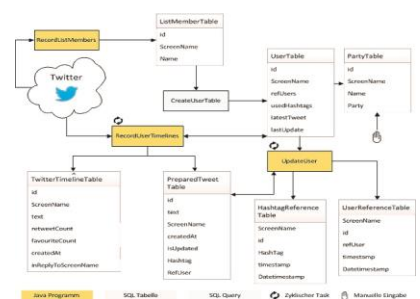 RecordListMembers
ListMemberTable
id
ScreenName
Name
Twitter
CreateUserTable
UserTable
id
ScreenName
refUsers
usedHashtags
latestTweet
lastUpdate
PartyTable
id
ScreenName
Name
Party
RecordUserTimelines
UpdateUser
TwitterTimelineTable
id
ScreenName
text
retweetCount
favouriteCount
createdAt
inReplyToScreenName
PreparedTweet
Table
id
text
ScreenName
createdAt
isUpdated
Hashtag
RefUser
HashtagReference
Table
ScreenName
id
HashTag
timestamp
Datetimestamp
UserReferenceTable
ScreenName
id
refUser
timestamp
Datetimestamp
Java Programm
SQL Tabelle
SQL Query
Zyklischer Task
Manuelle Eingabe